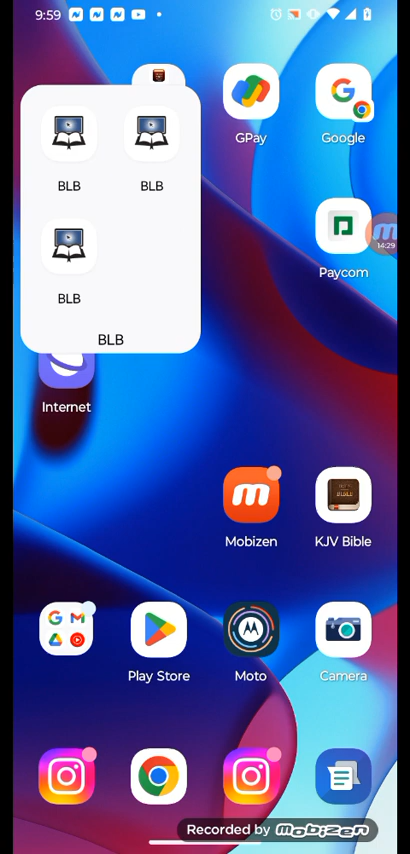 9:59
GPay
Google
BLB
BLB
14:29
Paycom
BLB
BLB
Internet
Mobizen
KJV Bible
Play Store
Moto
Camera
Recorded by mobizen